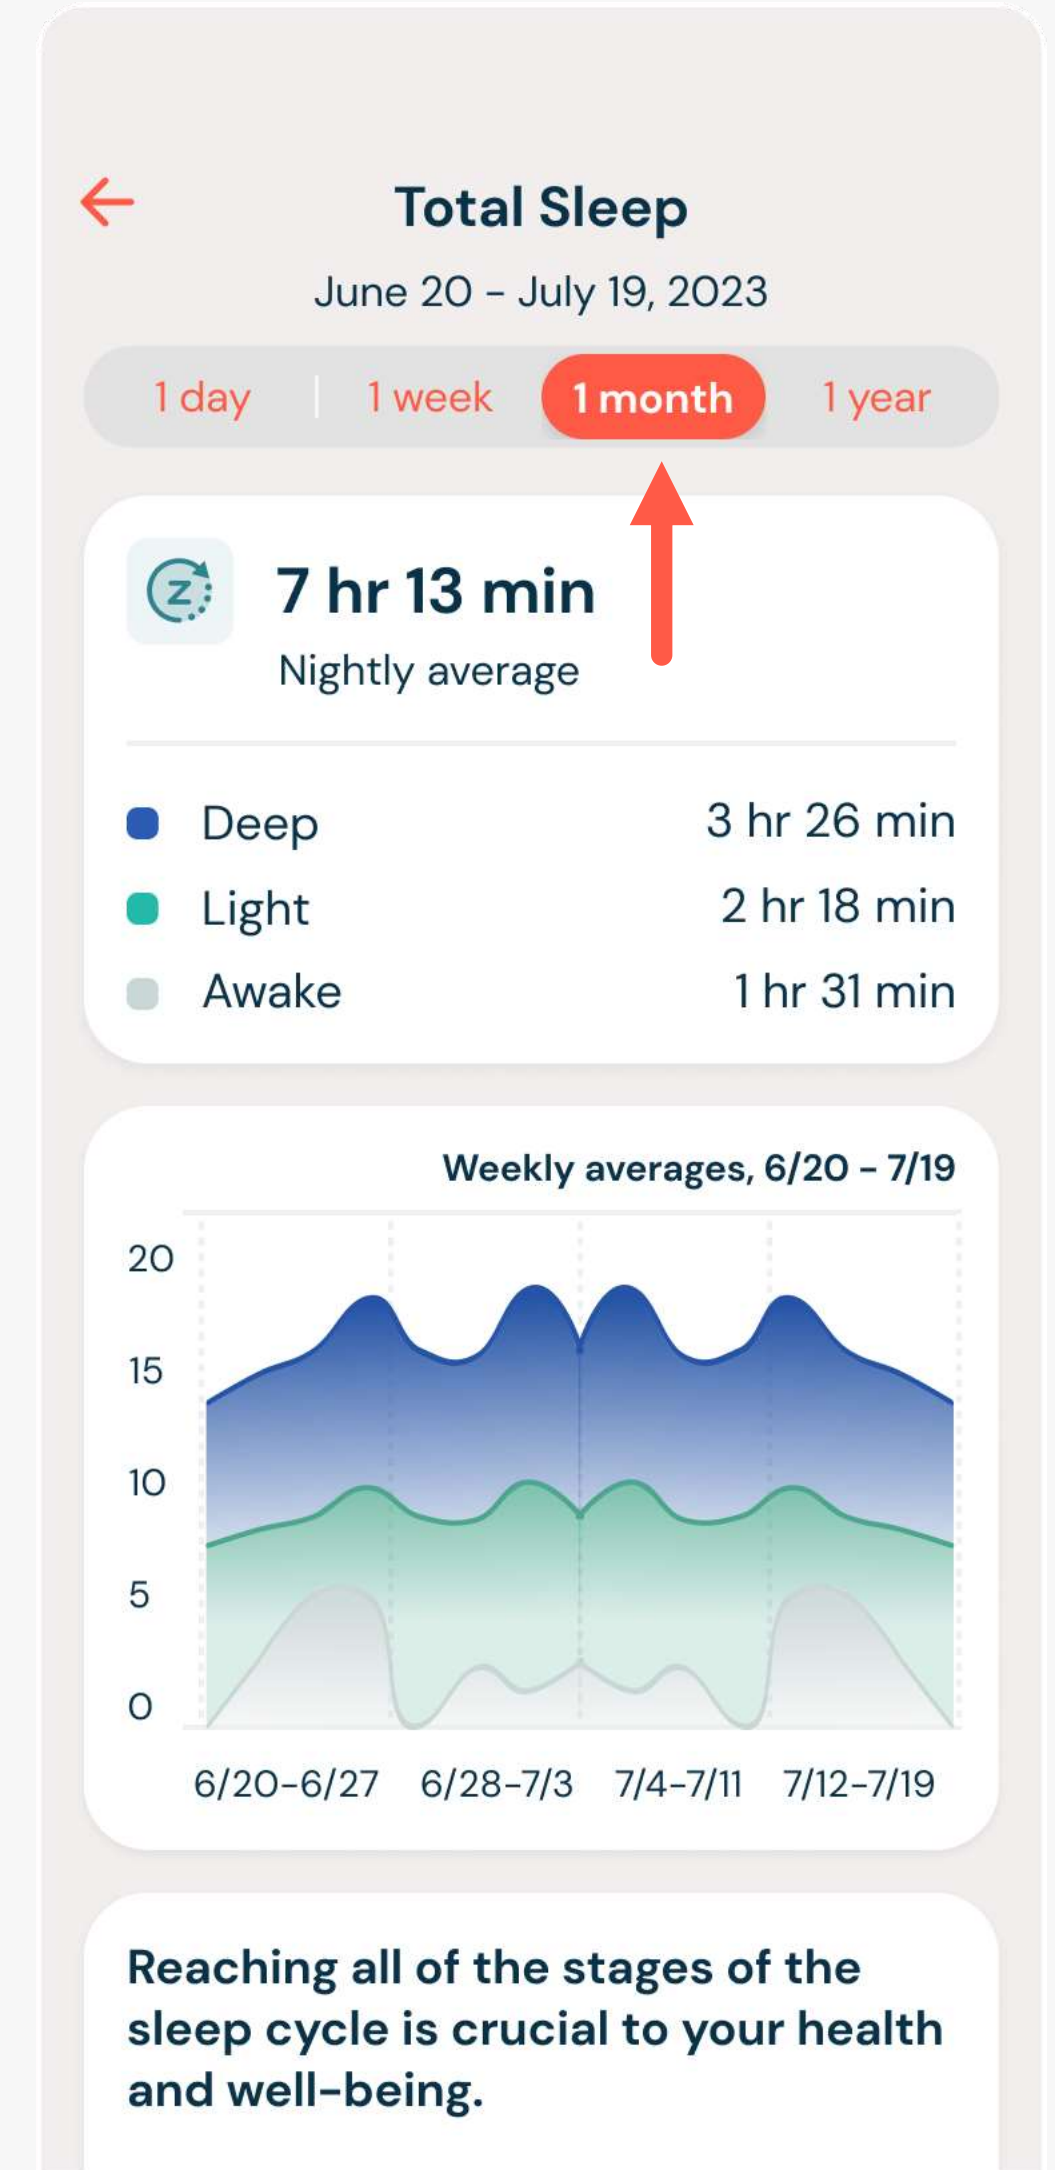 Total Sleep
June 20 - July 19, 2023
1 day 1 week 1 month 1 year
z
7 hr 13 min
Nightly average
Deep 3 hr 26 min
Light 2 hr 18 min
Awake 1 hr 31 min
Weekly averages, 6/20 - 7/19
20
15
10
5
0
6/20-6/27 6/28-7/3 7/4-7/11 7/12-7/19
Reaching all of the stages of the
sleep cycle is crucial to your health
and well-being.